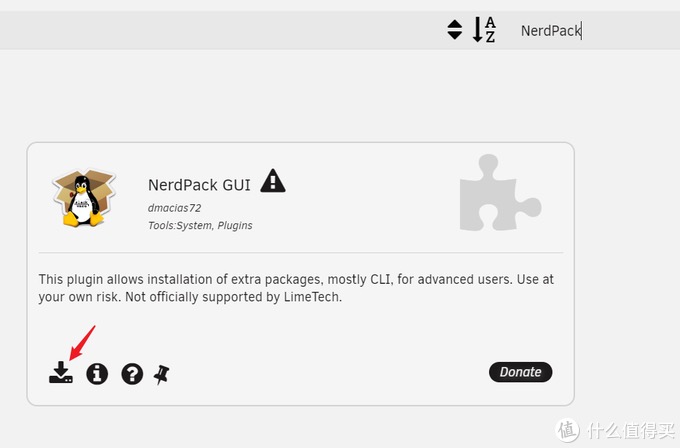 NerdPack
NerdPack GUI
dmacias72
Tools:System, Plugins
This plugin allows installation of extra packages, mostly CLI, for advanced users. Use at
your own risk. Not officially supported by LimeTech.
Donate
值 什么值得买